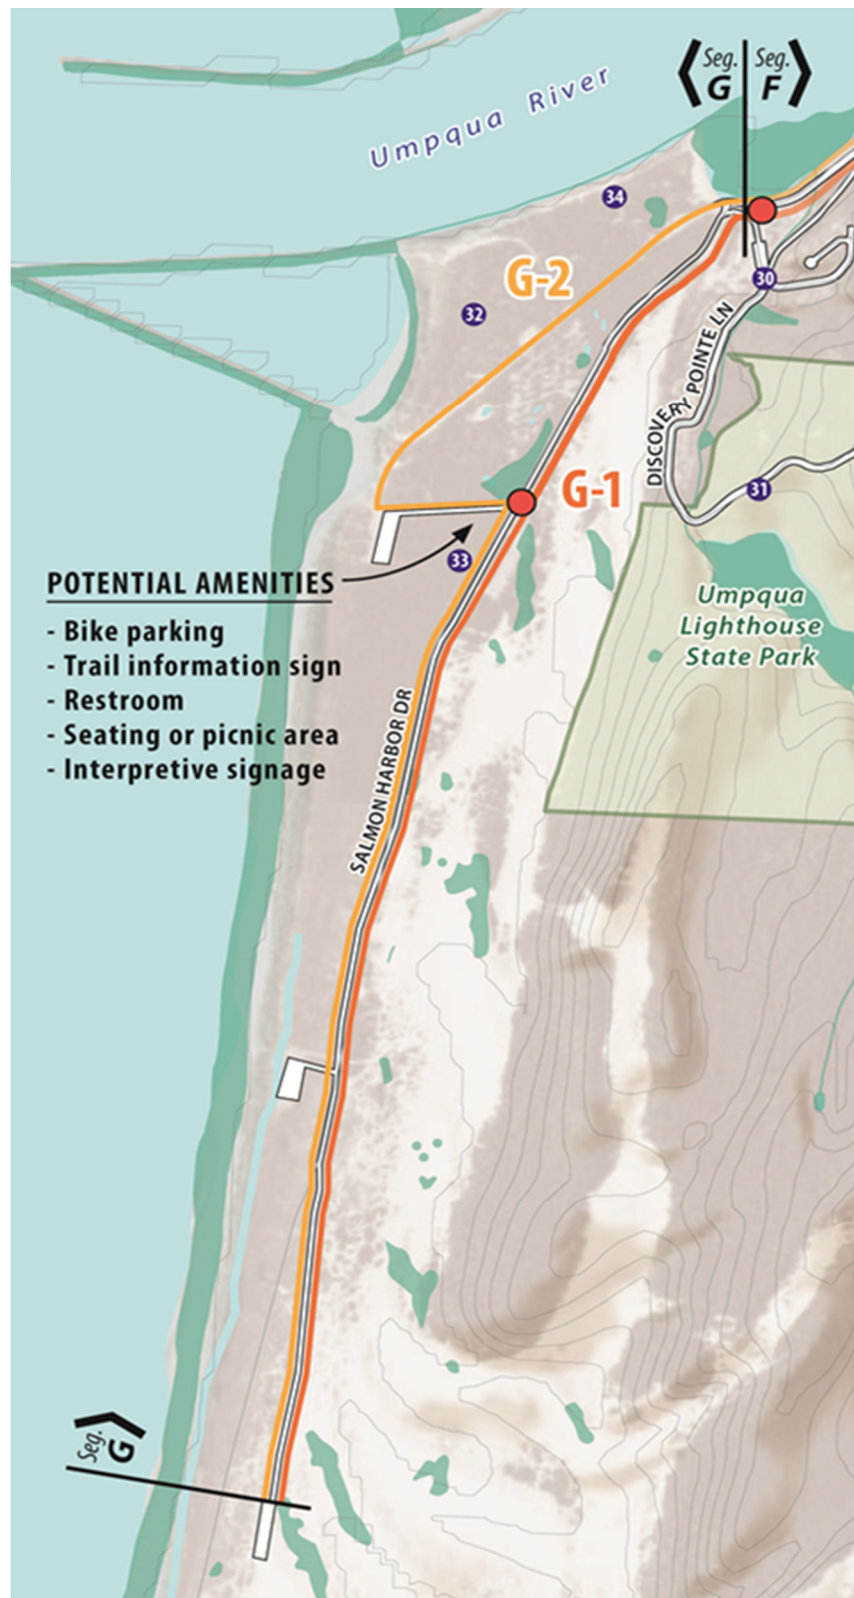 Seg.
G
Seg.
F
Umpqua River
34
G-2
30
32
DISCOVERY POINTE LN
G-1
31
33
POTENTIAL AMENITIES
- Bike parking
- Trail information sign
- Restroom
- Seating or picnic area
- Interpretive signage
Umpqua
Lighthouse
State Park
SALMON HARBOR DR
Seg.
G